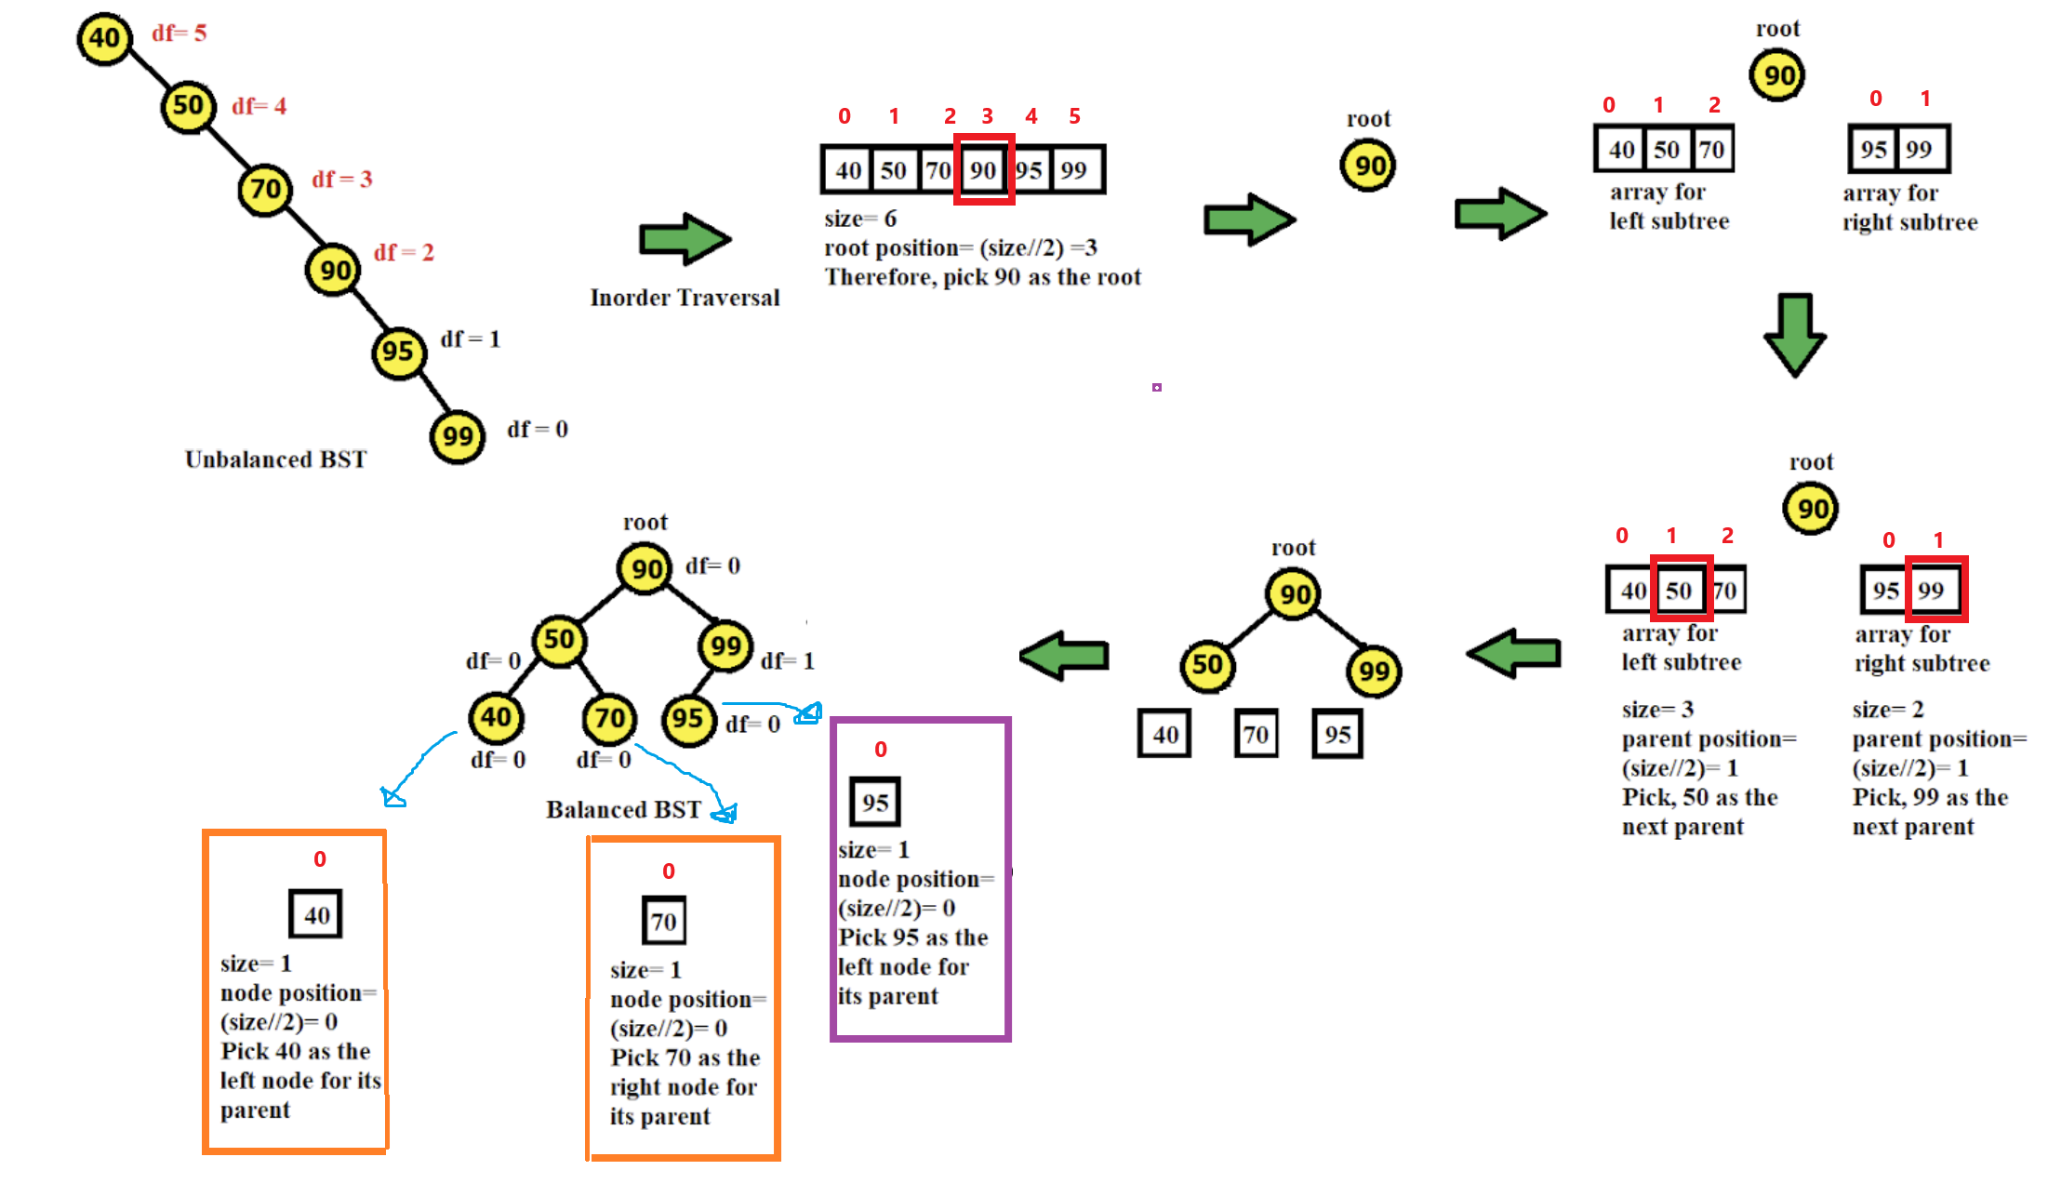 40 df= 5
50 df= 4
70 df = 3
90 df = 2
95 df = 1
99 df = 0
Unbalanced BST
Inorder Traversal
0 1 2 3 4 5
40 50 70 90 95 99
size= 6
root position= (size//2) =3
Therefore, pick 90 as the root
root
90
root
90
0 1 2
40 50 70
array for
left subtree
0 1
95 99
array for
right subtree
root
90
0 1 2
40 50 70
array for
left subtree
size= 3
parent position=
(size//2)= 1
Pick, 50 as the
next parent
0 1
95 99
array for
right subtree
size= 2
parent position=
(size//2)= 1
Pick, 99 as the
next parent
root
90
50 99
40 70 95
root
90 df= 0
50 99
df= 0 df= 1
40 70 95 df= 0
df= 0 df= 0
Balanced BST
0
40
size= 1
node position=
(size//2)= 0
Pick 40 as the
left node for its
parent
0
70
size= 1
node position=
(size//2)= 0
Pick 70 as the
right node for
its parent
0
95
size= 1
node position=
(size//2)= 0
Pick 95 as the
left node for
its parent